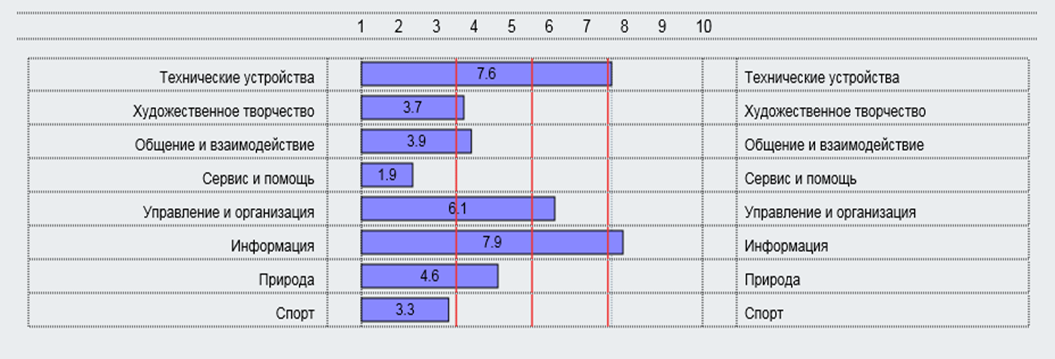 1 2 3 4 5 6 7 8 9 10
Технические устройства 7.6 Технические устройства
Художественное творчество 3.7 Художественное творчество
Общение и взаимодействие 3.9 Общение и взаимодействие
Сервис и помощь 1.9 Сервис и помощь
Управление и организация 6.1 Управление и организация
Информация 7.9 Информация
Природа 4.6 Природа
Спорт 3.3 Спорт